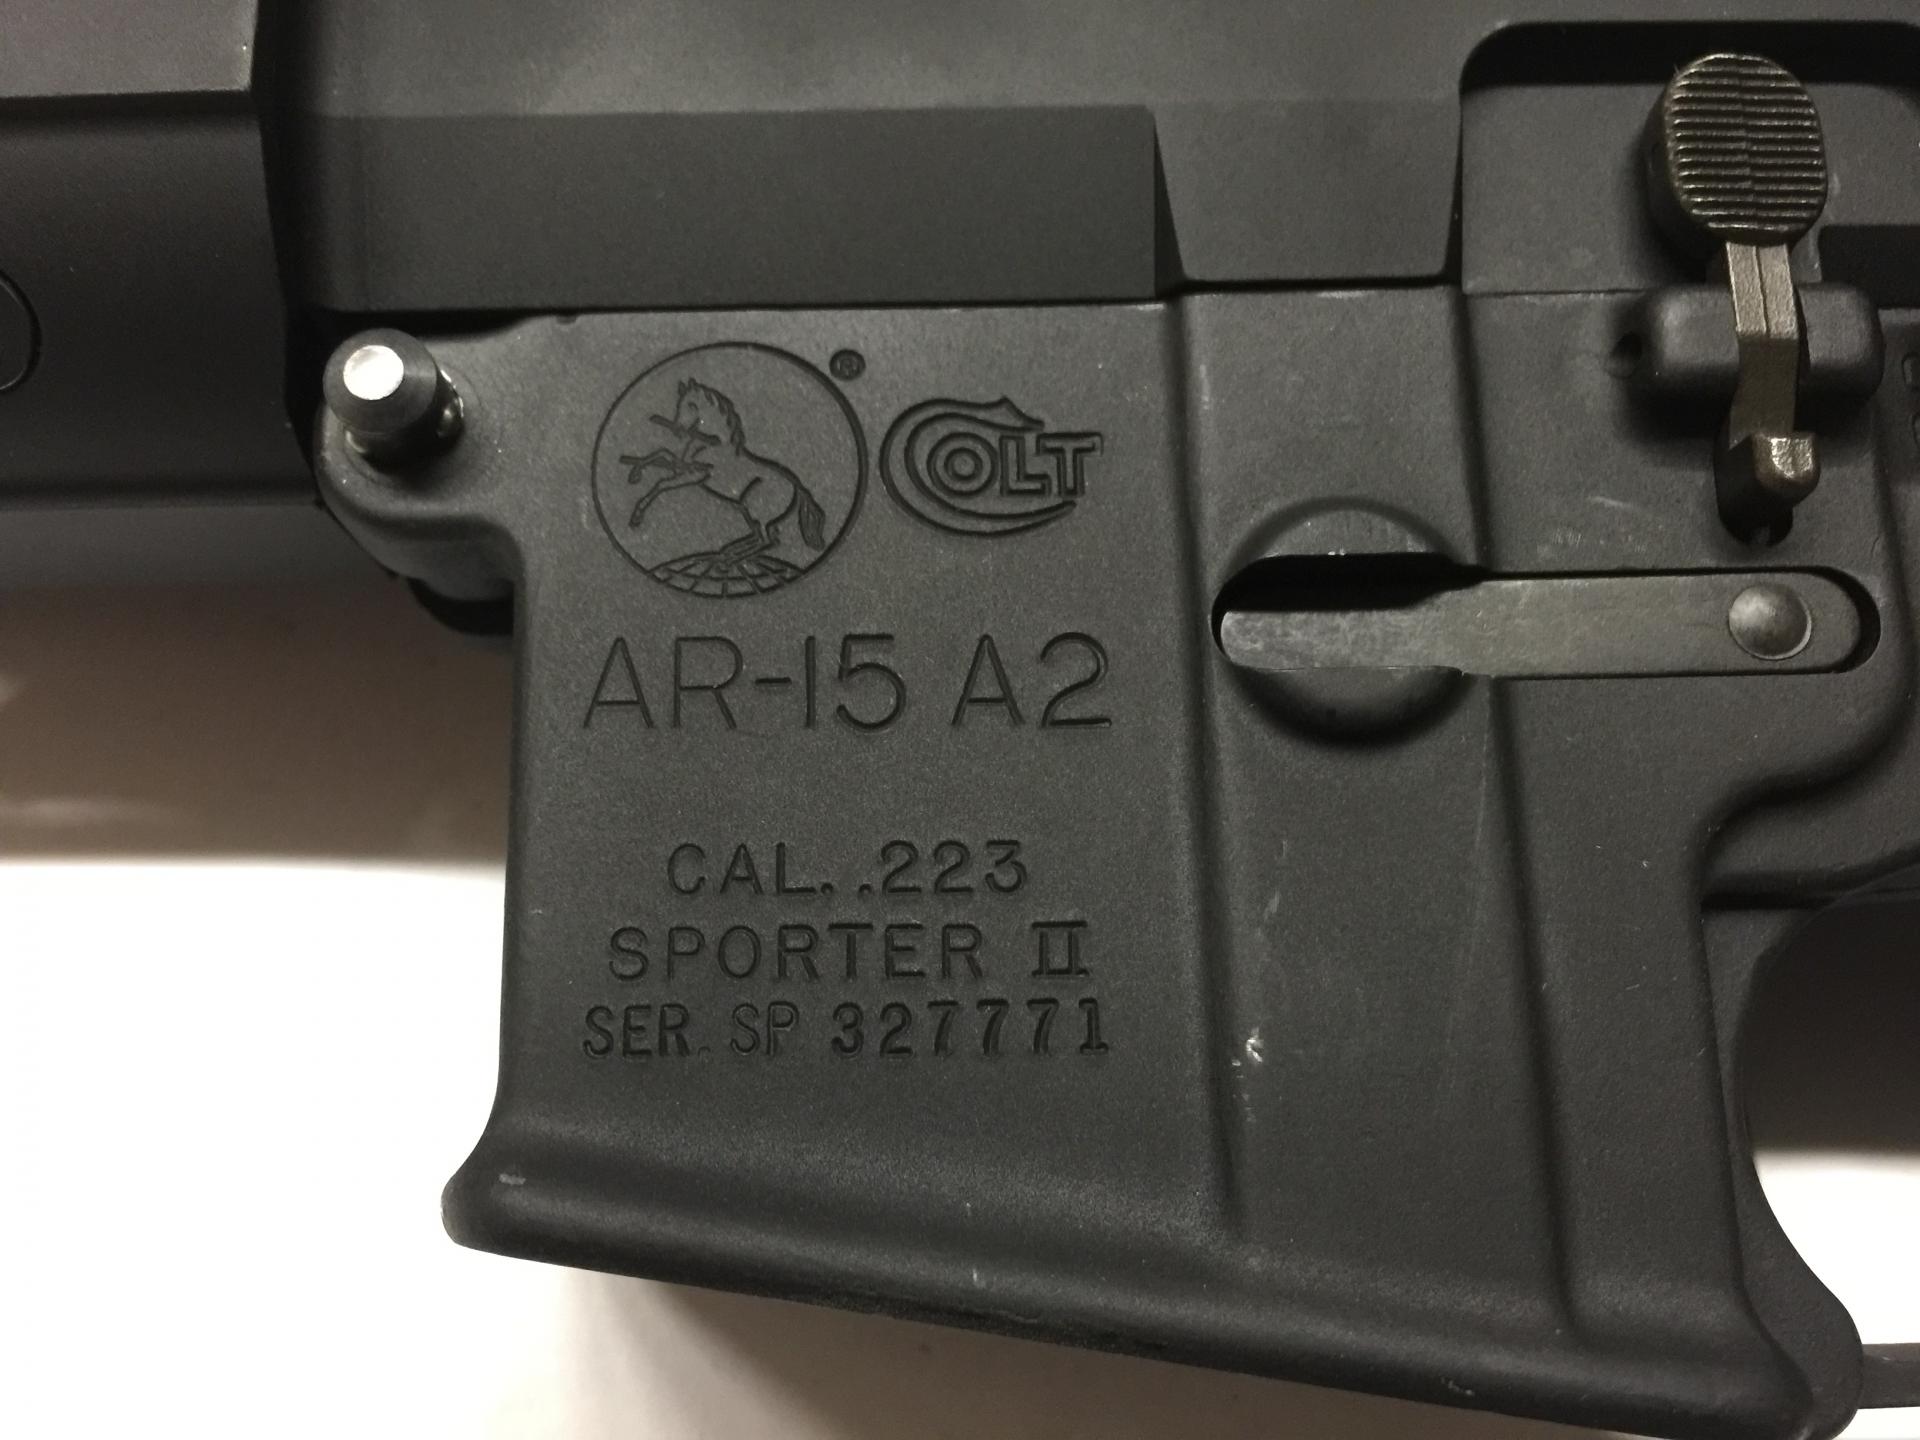 ®
COLT
AR-15 A2
CAL. .223
SPORTER II
SER. SP 327771